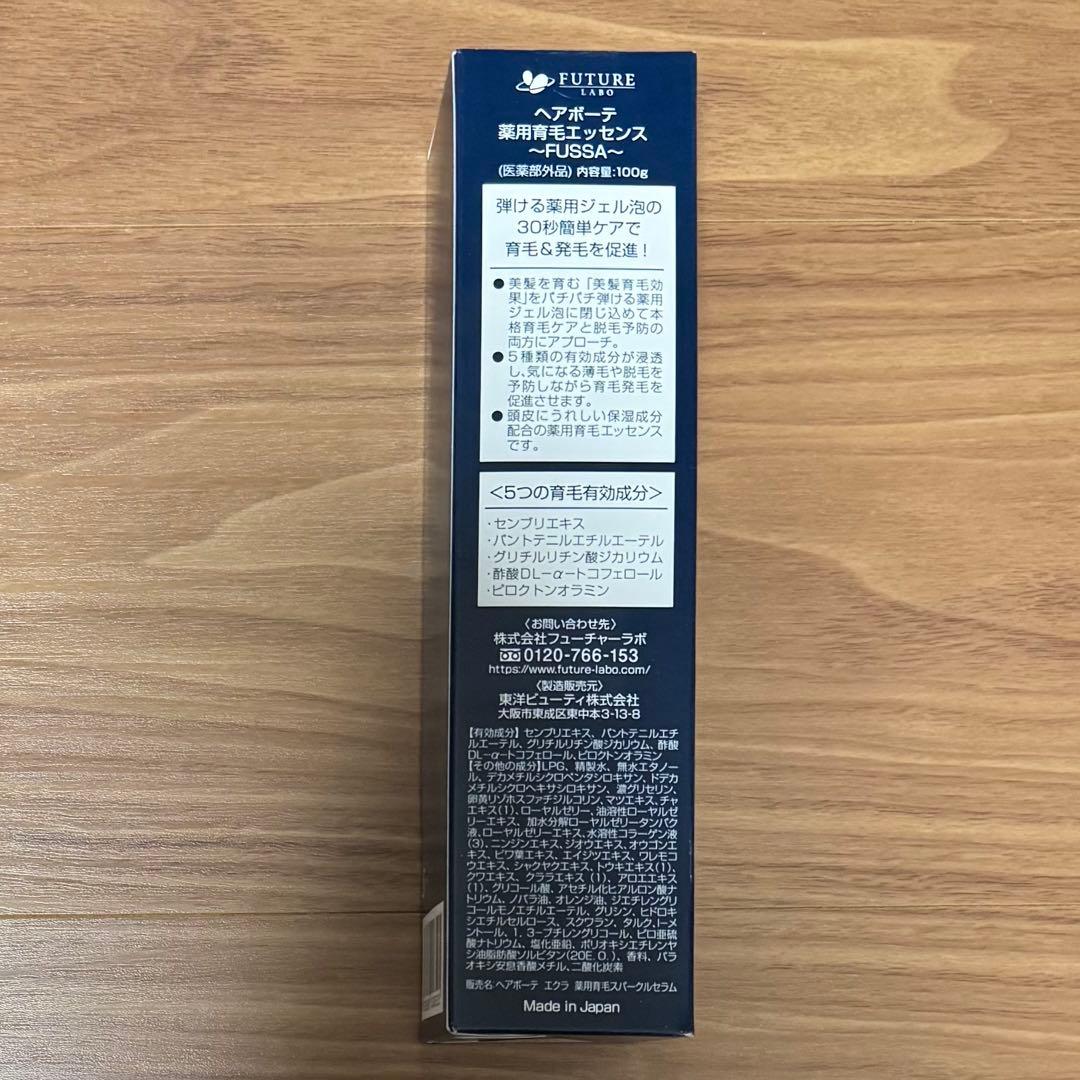 FUTURE
LABO
ヘアボーテ
薬用育毛エッセンス
～FUSSA～
(医薬部外品) 内容量:100g
弾ける薬用ジェル泡の
30秒簡単ケアで
育毛&発毛を促進!
● 美髪を育む「美髪育毛効
果」をパチパチ弾ける薬用
ジェル泡に閉じ込めて本
格育毛ケアと脱毛予防の
両方にアプローチ。
● 5種類の有効成分が浸透
し、気になる薄毛や脱毛を
予防しながら育毛発毛を
促進させます。
● 頭皮にうれしい保湿成分
配合の薬用育毛エッセンス
です。
<5つの育毛有効成分>
・センブリエキス
・パントテニルエチルエーテル
・グリチルリチン酸ジカリウム
・酢酸DL-α-トコフェロール
・ピロクトンオラミン
〈お問い合わせ先〉
株式会社フューチャーラボ
0120-766-153
https://www.future-labo.com/
〈製造販売元〉
東洋ビューティ株式会社
大阪市東成区東中本3-13-8
【有効成分】センブリエキス、パントテニルエチ
ルエーテル、グリチルリチン酸ジカリウム、酢酸
DL-α-トコフェロール、ピロクトンオラミン
【その他の成分】LPG、精製水、無水エタノー
ル、デカメチルシクロペンタシロキサン、ドデカ
メチルシクロヘキサシロキサン、濃グリセリン、
卵黄リゾホスファチジルコリン、マツエキス、チャ
エキス(1)、ローヤルゼリー、油溶性ローヤルゼ
リーエキス、加水分解ローヤルゼリータンパク
液、ローヤルゼリーエキス、水溶性コラーゲン液
(3)、ニンジンエキス、ジオウエキス、オウゴンエ
キス、ビワ葉エキス、エイジツエキス、ワレモコ
ウエキス、シャクヤクエキス、トウキエキス(1)、
クワエキス、クララエキス(1)、アロエエキス
(1)、グリコール酸、アセチル化ヒアルロン酸ナ
トリウム、ノバラ油、オレンジ油、ジエチレングリ
コールモノエチルエーテル、グリシン、ヒドロキ
シエチルセルロース、スクワラン、タルク、l-メ
ントール、1，3-ブチレングリコール、ピロ亜硫
酸ナトリウム、塩化亜鉛、ポリオキシエチレンヤ
シ油脂肪酸ソルビタン(20E.O.)、香料、パラ
オキシ安息香酸メチル、二酸化炭素
販売名 ヘアボーテ エクラ 薬用育毛スパークルセラム
Made in Japan